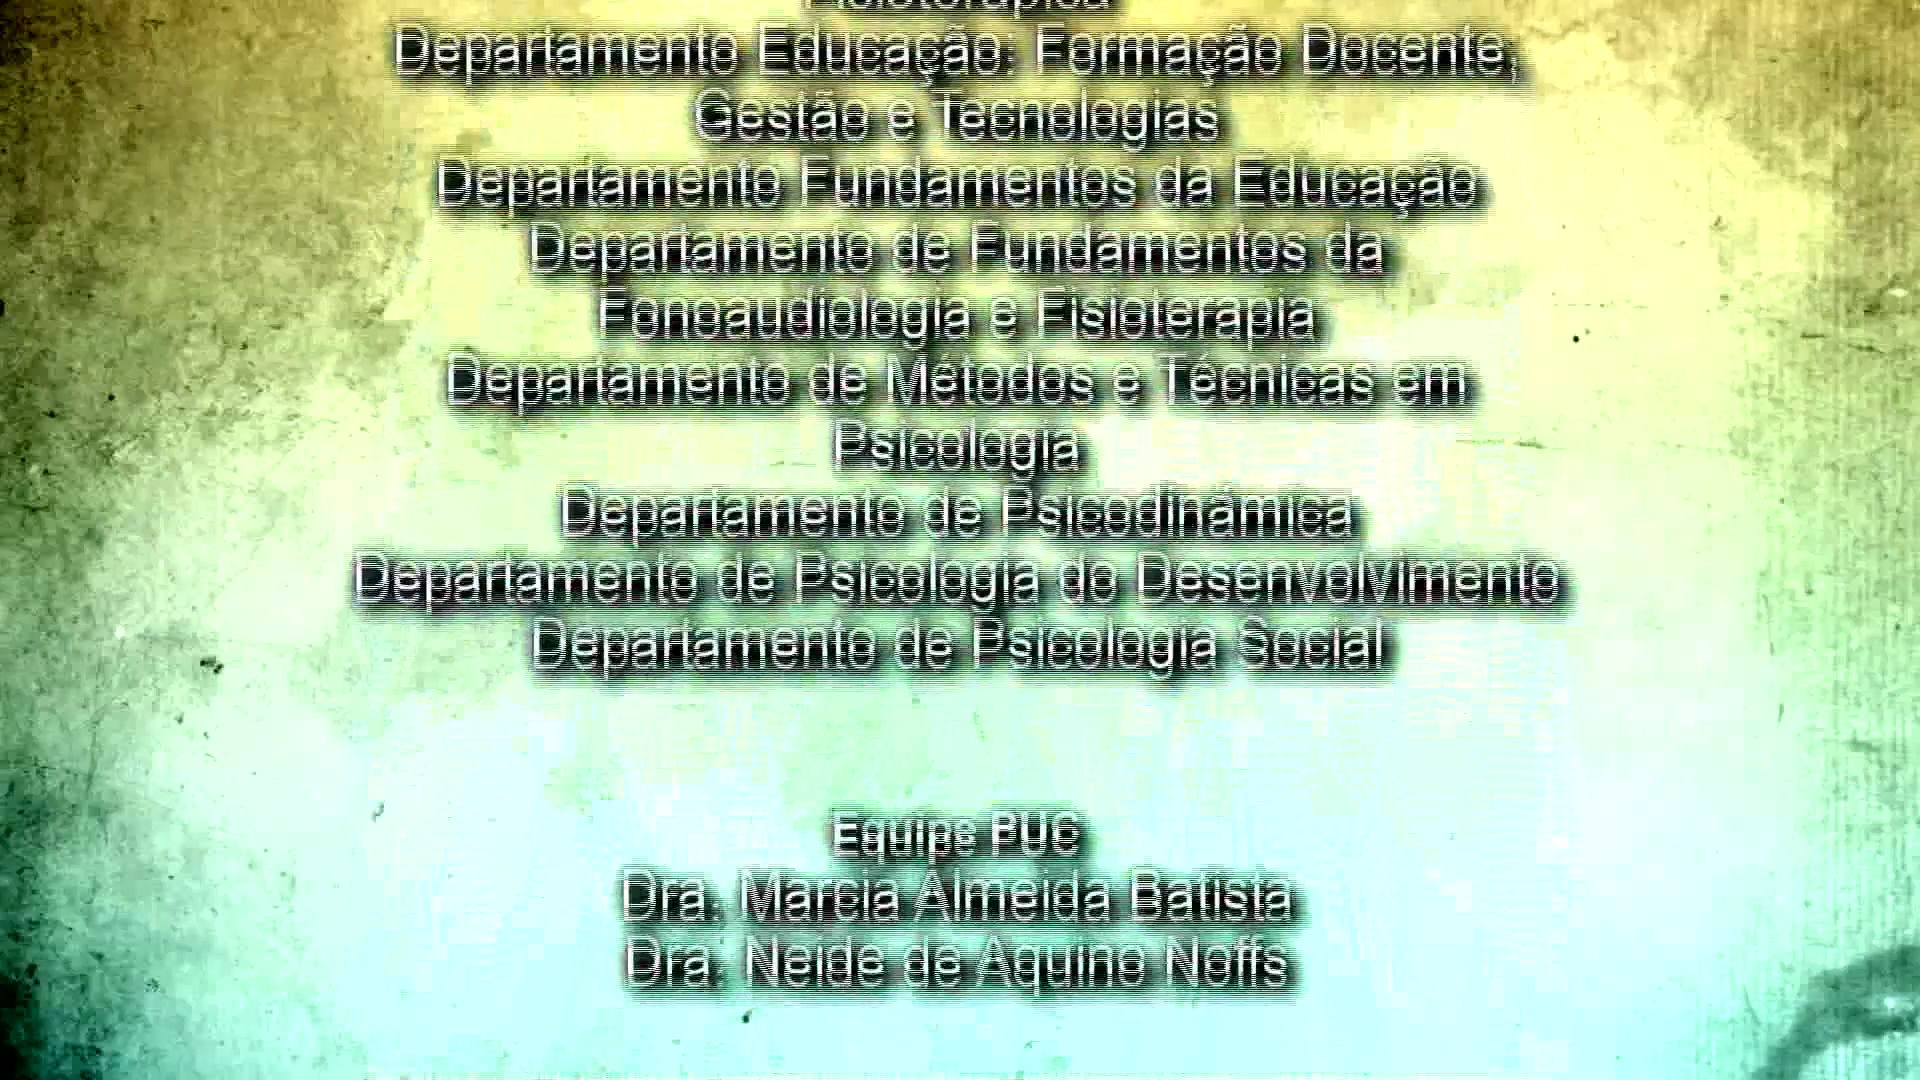 Fisioterápica
Departamento Educação: Formação Docente,
Gestão e Tecnologias
Departamento Fundamentos da Educação
Departamento de Fundamentos da
Fonoaudiologia e Fisioterapia
Departamento de Métodos e Técnicas em
Psicologia
Departamento de Psicodinâmica
Departamento de Psicologia do Desenvolvimento
Departamento de Psicologia Social
Equipe PUC
Dra. Marcia Almeida Batista
Dra. Neide de Aquino Noffs